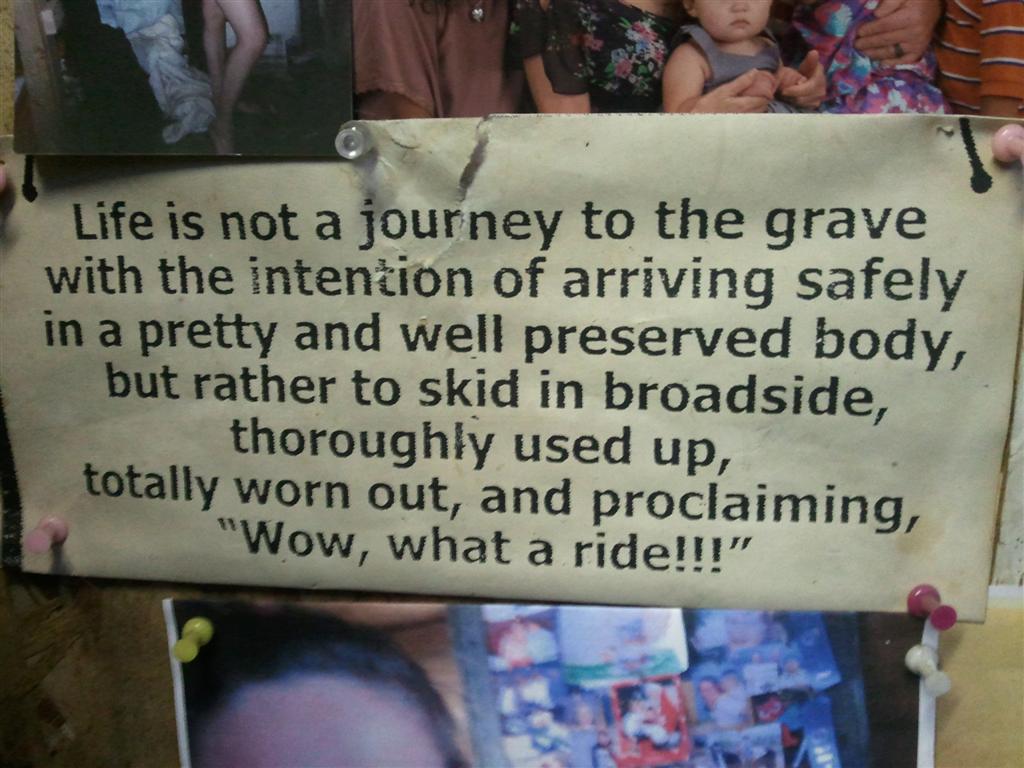 Life is not a journey to the grave
with the intention of arriving safely
in a pretty and well preserved body,
but rather to skid in broadside,
thoroughly used up,
totally worn out, and proclaiming,
"Wow, what a ride!!!"